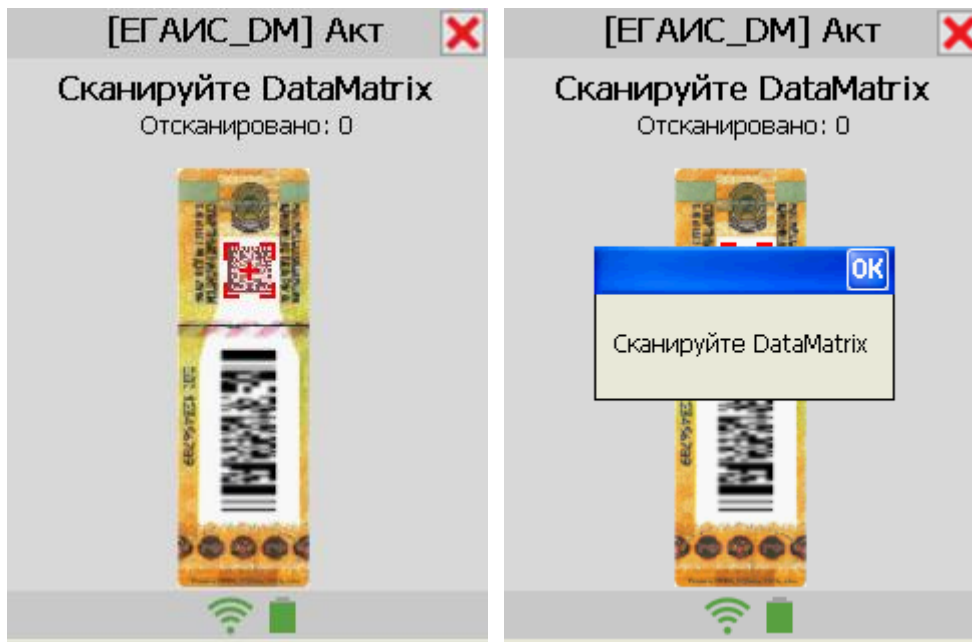 [ЕГАИС_DM] Акт
Сканируйте DataMatrix
Отсканировано: 0
[ЕГАИС_DM] Акт
Сканируйте DataMatrix
Отсканировано: 0
OK
Сканируйте DataMatrix